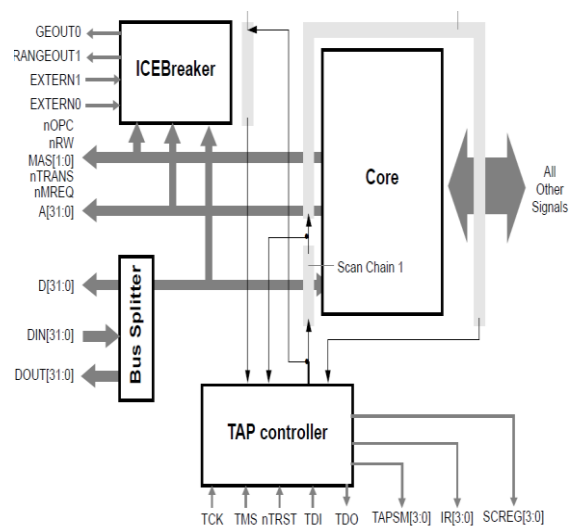 GEOUT0
RANGEOUT1
EXTERN1
EXTERN0
nOPC
nRW
MAS[1:0]
nTRANS
nMREQ
A[31:0]
D[31:0]
DIN[31:0]
DOUT[31:0]
ICEBreaker
Core
All
Other
Signals
Scan Chain 1
Bus Splitter
TAP controller
TCK TMS nTRST TDI TDO TAPSM[3:0] IR[3:0] SCREG[3:0]